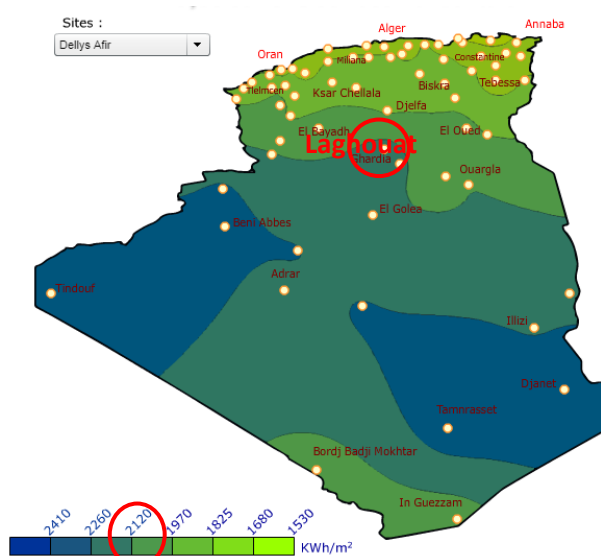 Sites :
Dellys Afir
Alger
Annaba
Oran
Miliana
Constantine
Tlelmcen
Ksar Chellala
Biskra
Tebessa
Djelfa
El Bayadh
El Oued
Laghouat
Ghardia
Ouargla
El Golea
Beni Abbes
Adrar
Tindouf
Illizi
Djanet
Tamnrasset
Bordj Badji Mokhtar
In Guezzam
2410
2260
2120
1970
1825
1680
1530
KWh/m²